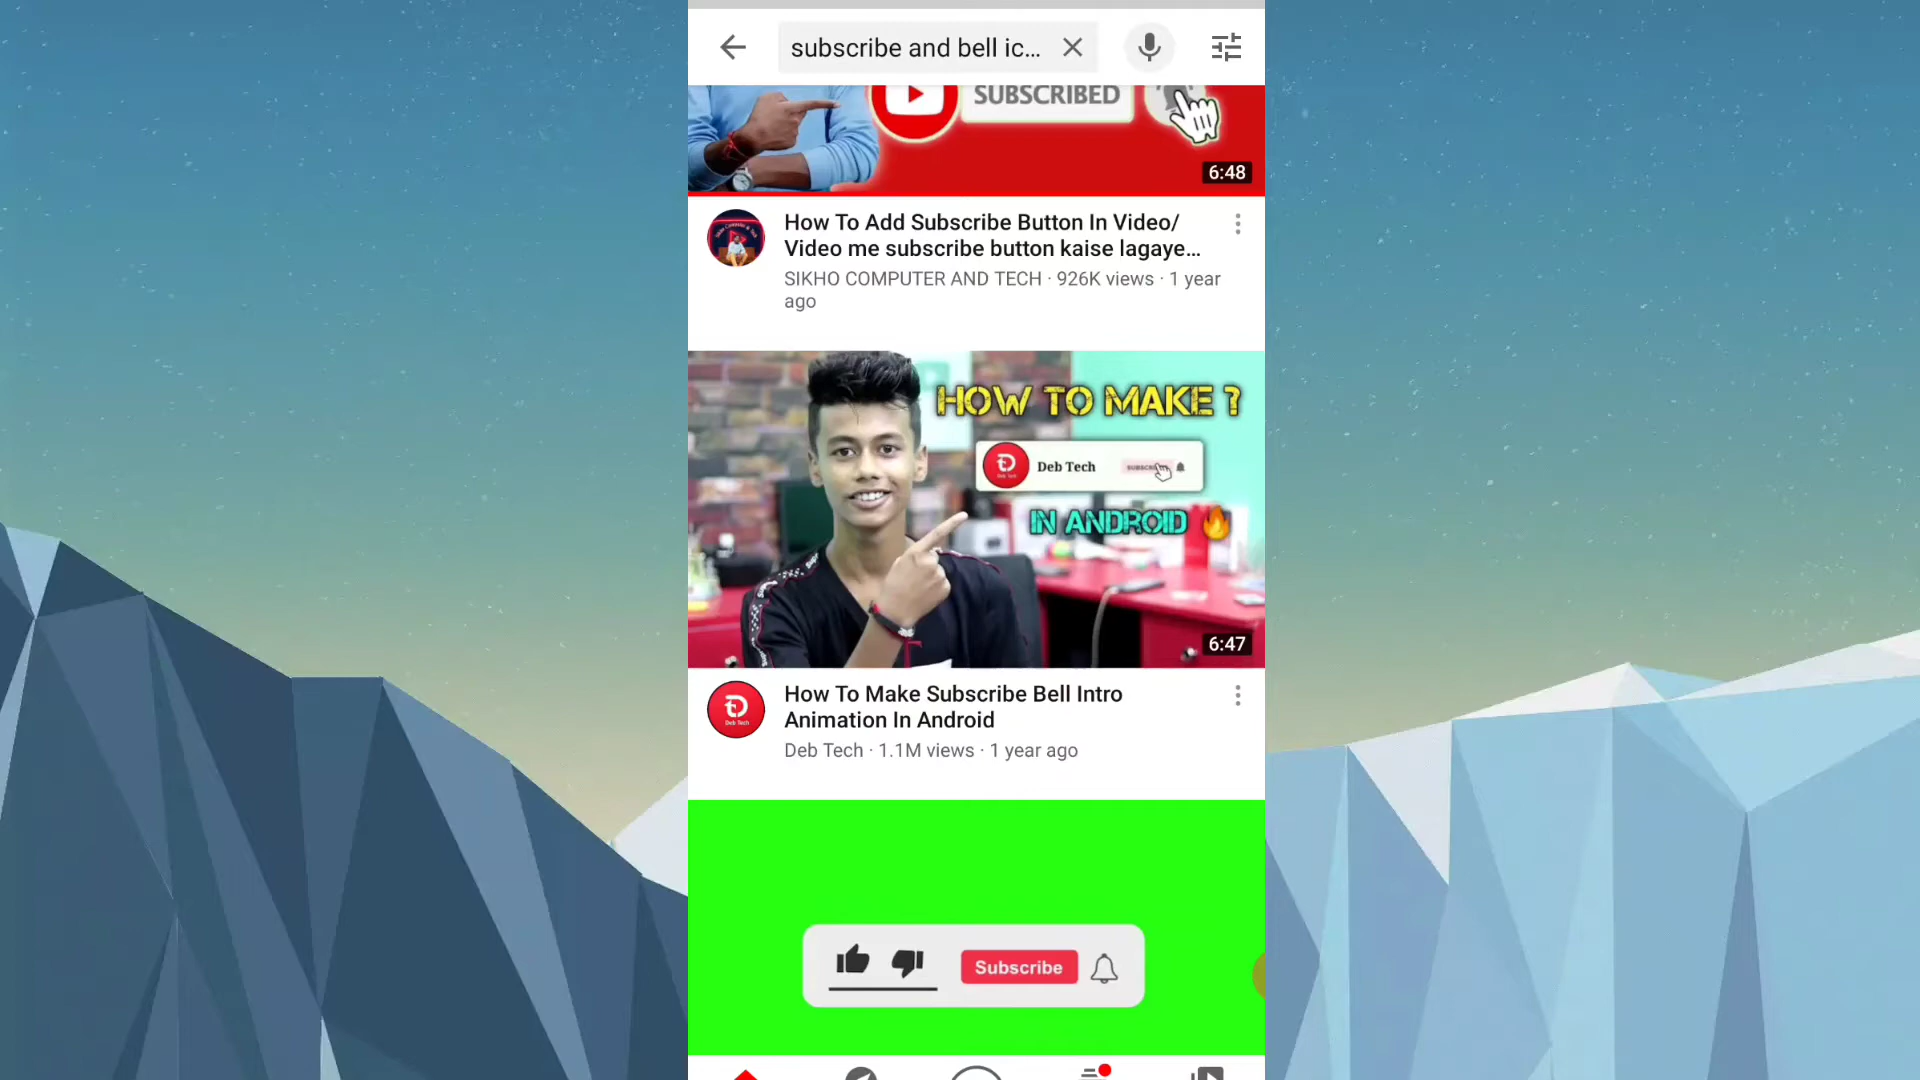 subscribe and bell ic...
SUBSCRIBED
6:48
How To Add Subscribe Button In Video/
Video me subscribe button kaise lagaye...
SIKHO COMPUTER AND TECH · 926K views · 1 year
ago
HOW TO MAKE ?
Deb Tech
IN ANDROID
6:47
How To Make Subscribe Bell Intro
Animation In Android
Deb Tech
Deb Tech · 1.1M views · 1 year ago
Subscribe